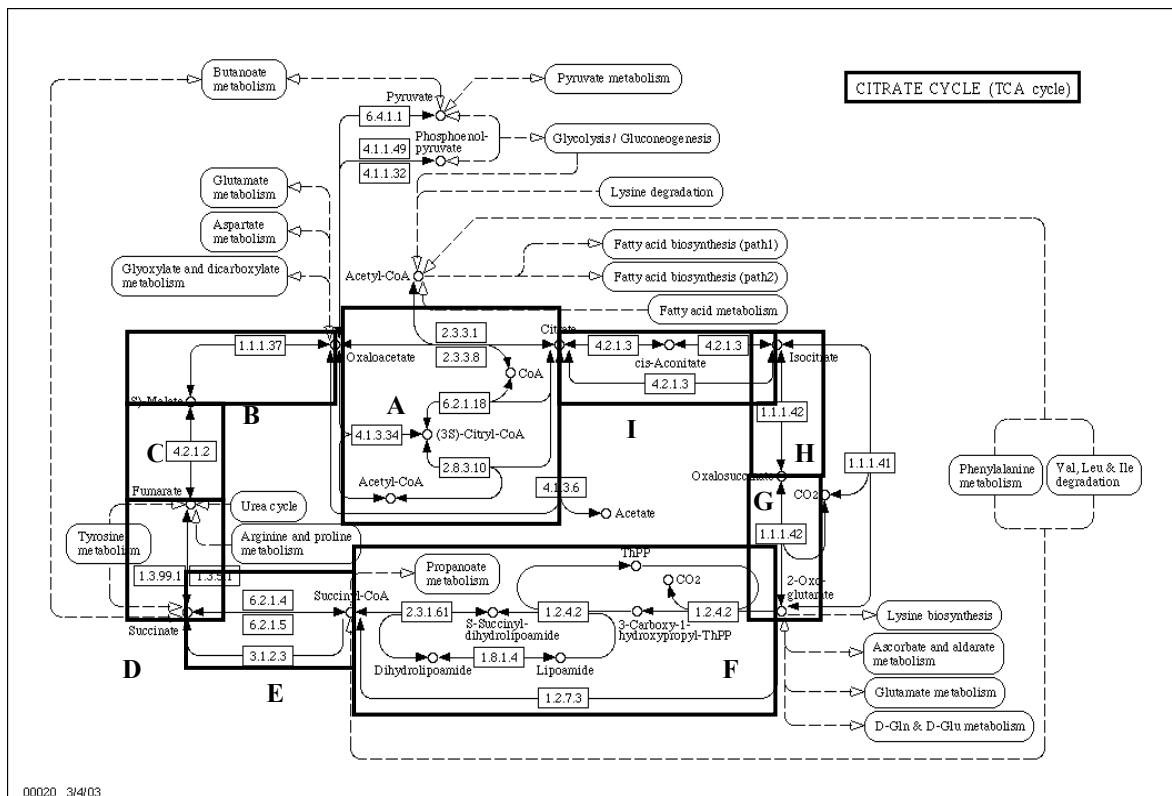 Butanoate
metabolism
Pyruvate metabolism
CITRATE CYCLE (TCA cycle)
Pyruvate
6.4.1.1
Phosphoenol-
pyruvate
4.1.1.49
4.1.1.32
Glycolysis / Gluconeogenesis
Glutamate
metabolism
Lysine degradation
Aspartate
metabolism
Fatty acid biosynthesis (path1)
Glyoxylate and dicarboxylate
metabolism
Acetyl-CoA
Fatty acid biosynthesis (path2)
Fatty acid metabolism
1.1.1.37
Oxaloacetate
2.3.3.1
2.3.3.8
Citrate
4.2.1.3
4.2.1.3
cis-Aconitate
Isocitrate
CoA
4.2.1.3
(S)-Malate
B
6.2.1.18
A
I
1.1.1.42
H
4.1.3.34
(3S)-Citryl-CoA
C
4.2.1.2
2.8.3.10
Oxalosuccinate
1.1.1.41
Phenylalanine
metabolism
Val, Leu & Ile
degradation
Fumarate
Acetyl-CoA
4.1.3.6
G
CO2
Urea cycle
Acetate
Tyrosine
metabolism
Arginine and proline
metabolism
1.1.1.42
ThPP
1.3.99.1
1.3.5.1
Propanoate
metabolism
CO2
2-Oxo-
glutarate
Succinyl-CoA
6.2.1.4
6.2.1.5
2.3.1.61
1.2.4.2
1.2.4.2
Lysine biosynthesis
Succinate
S-Succinyl-
dihydrolipoamide
3-Carboxy-1-
hydroxypropyl-ThPP
3.1.2.3
Dihydrolipoamide
1.8.1.4
Lipoamide
Ascorbate and aldarate
metabolism
D
E
F
1.2.7.3
Glutamate metabolism
D-Gln & D-Glu metabolism
00020 3/4/03